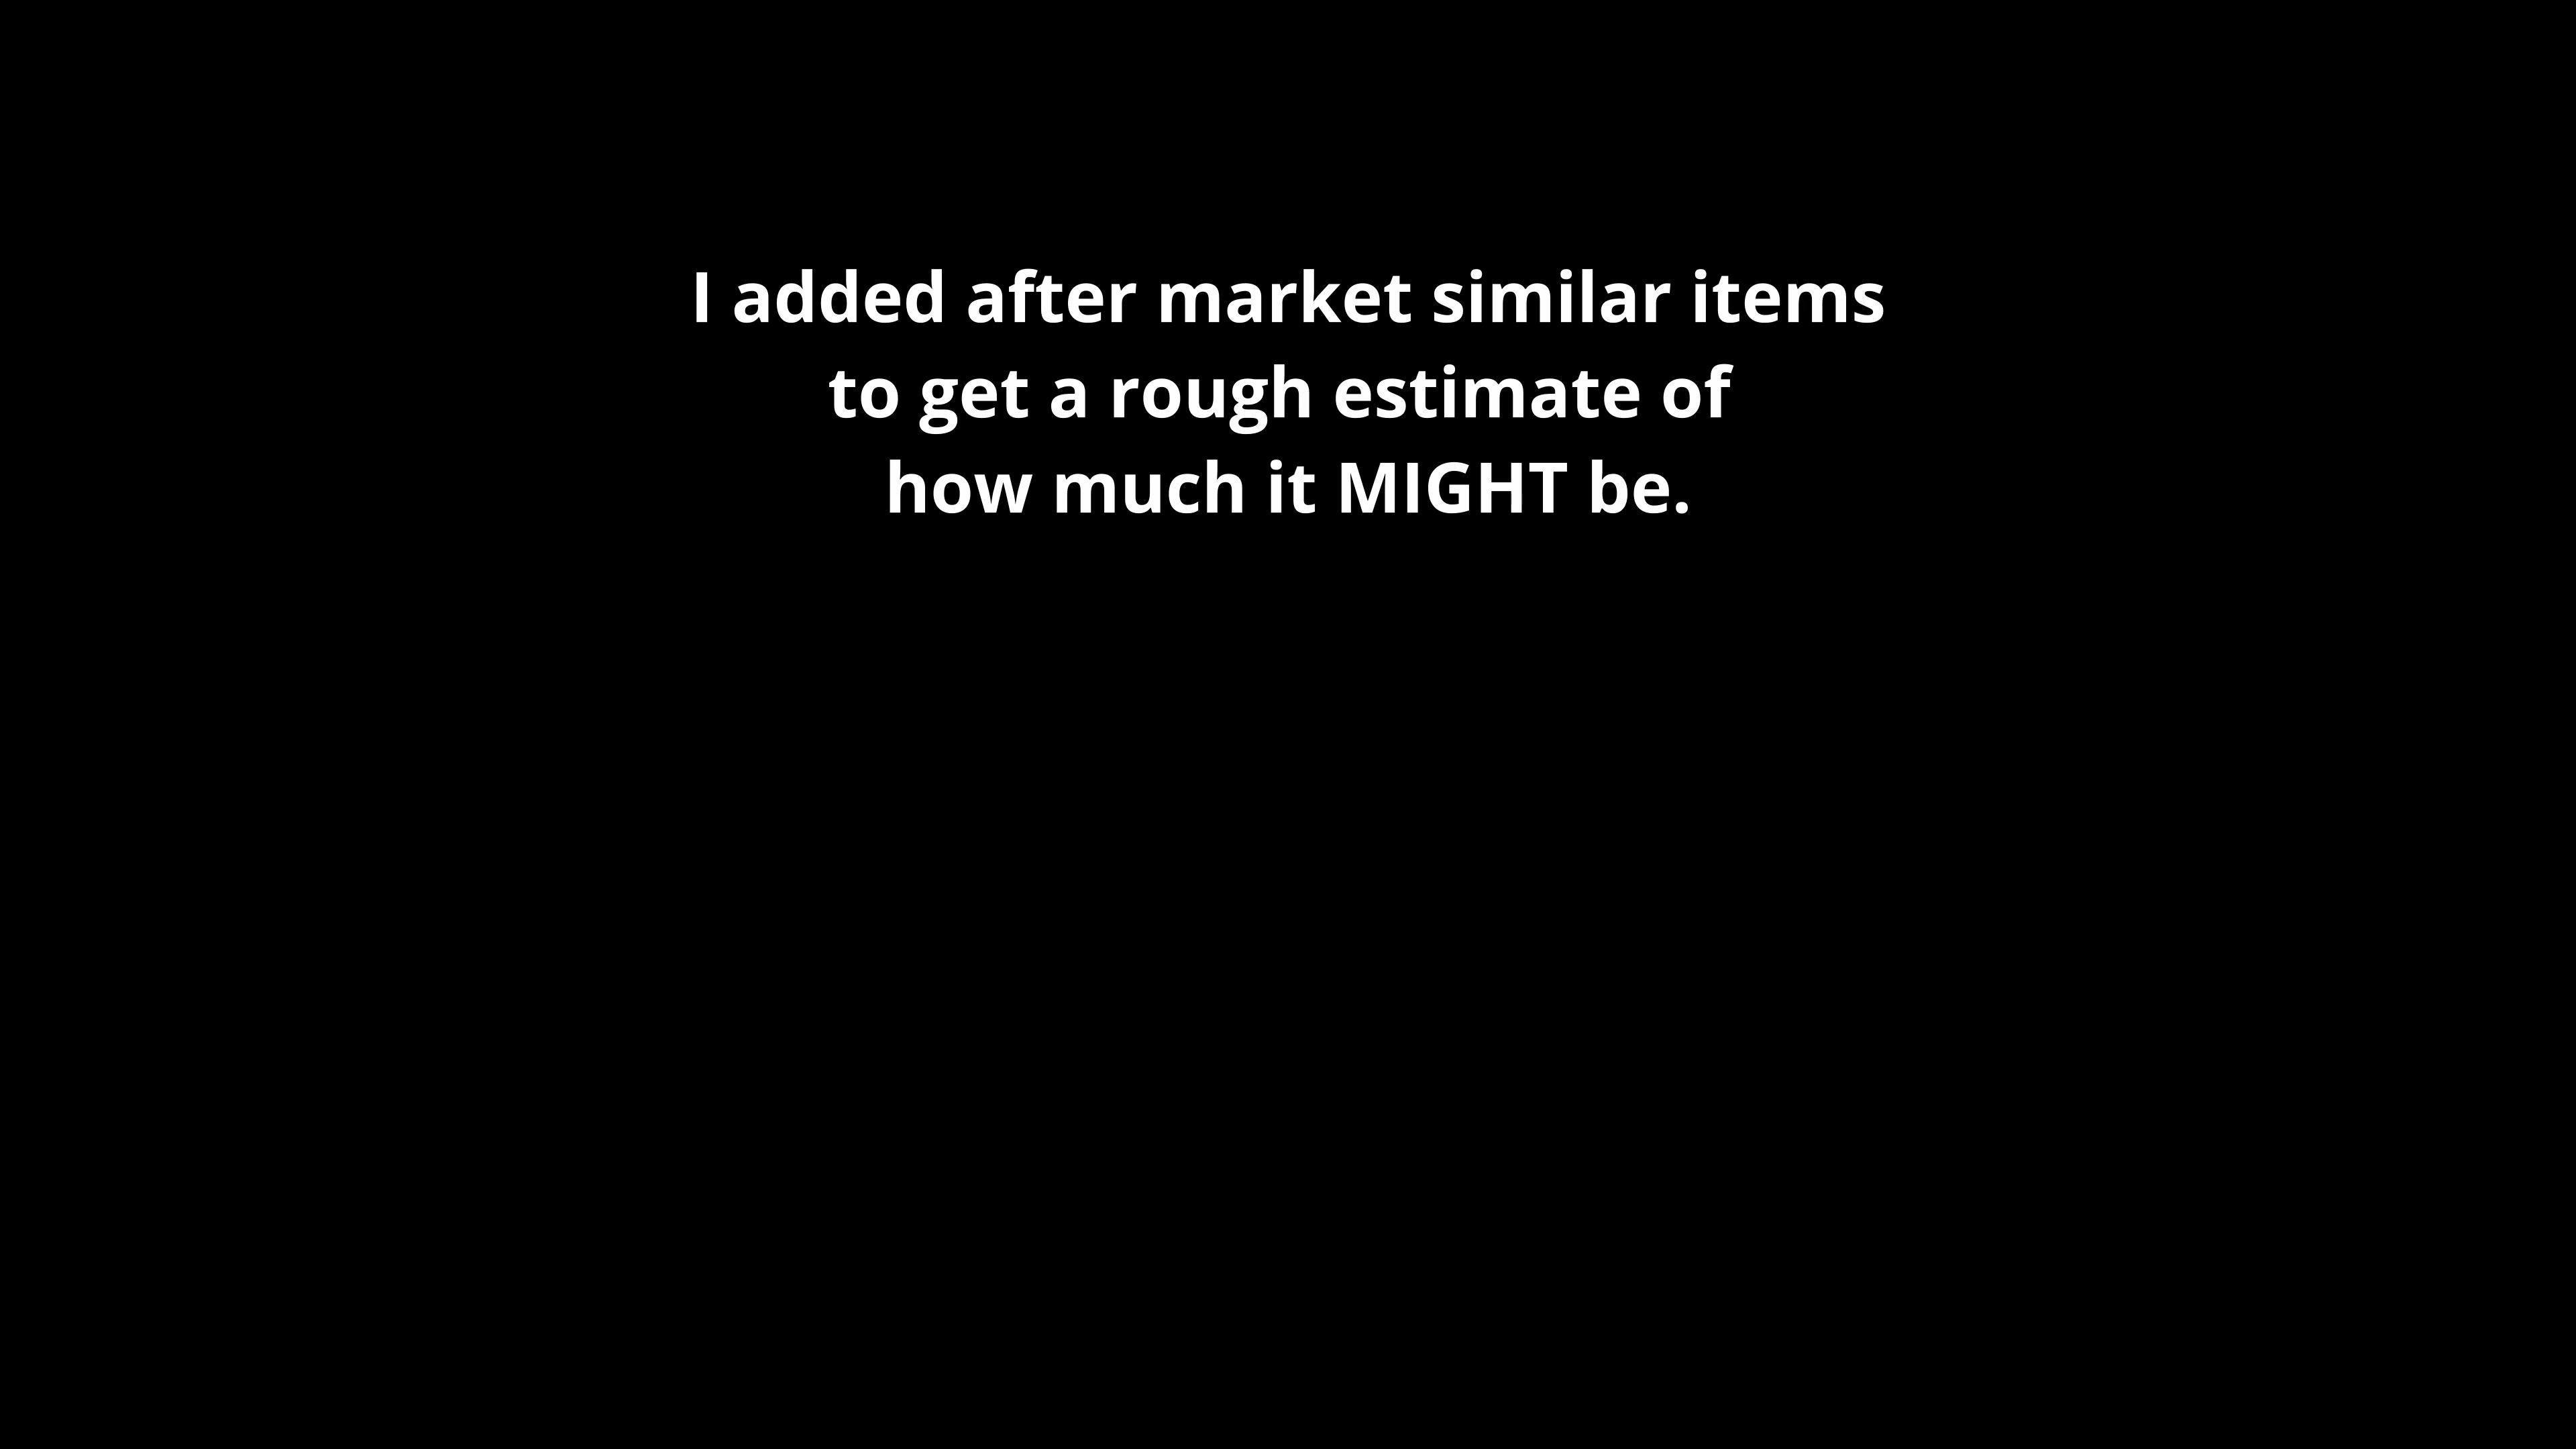 I added after market similar items
to get a rough estimate of
how much it MIGHT be.